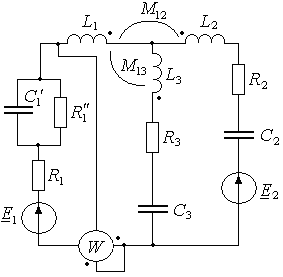 M₁₂
L₁ L₂
M₁₃ L₃
C₁′ R₁″ R₂
R₃ C₂
R₁
E₁ C₃ E₂
W